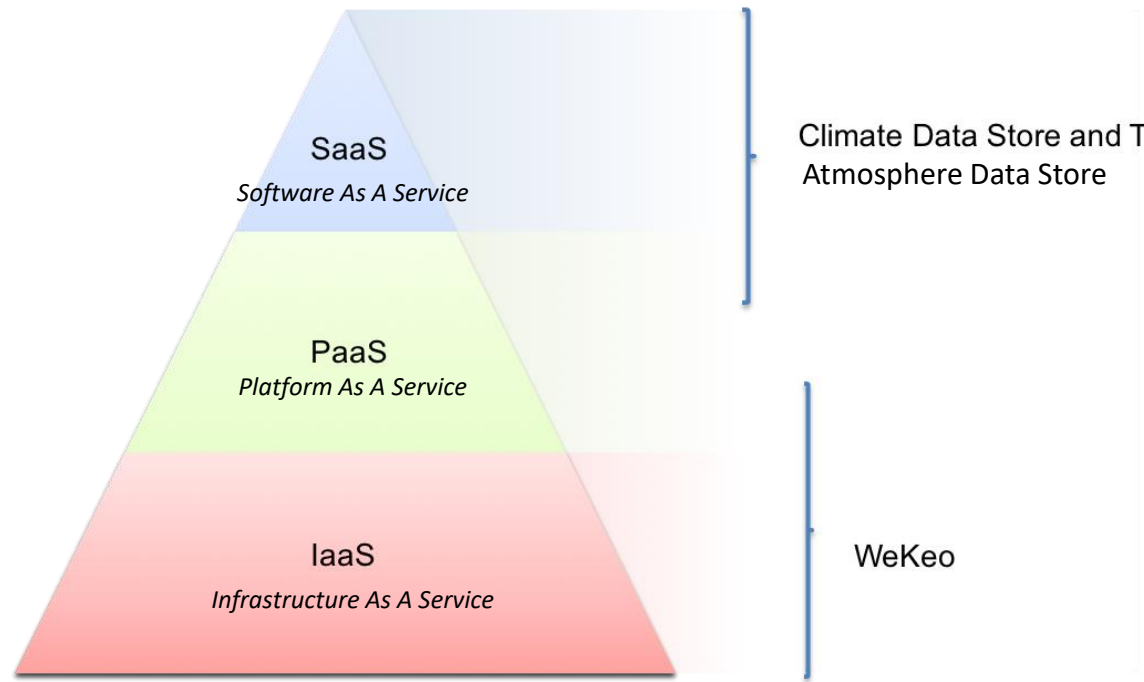 SaaS
Software As A Service
Climate Data Store and T
Atmosphere Data Store
PaaS
Platform As A Service
IaaS
Infrastructure As A Service
WeKeo